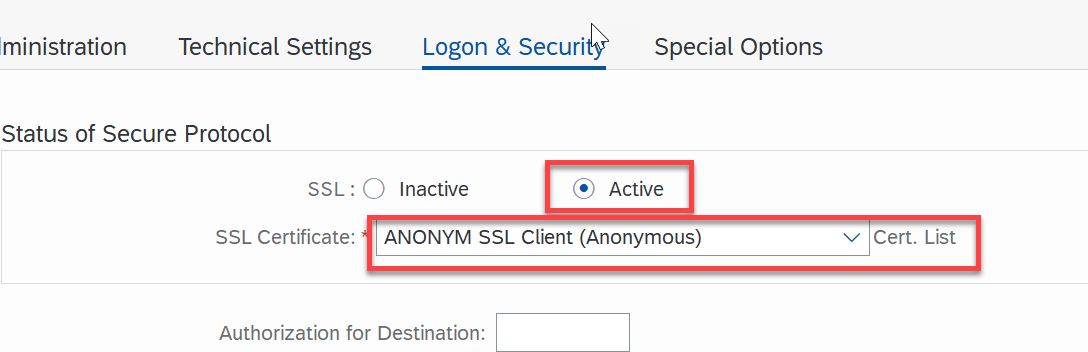 ministration Technical Settings Logon & Security Special Options
Status of Secure Protocol
SSL : Inactive Active
SSL Certificate: * ANONYM SSL Client (Anonymous) Cert. List
Authorization for Destination: